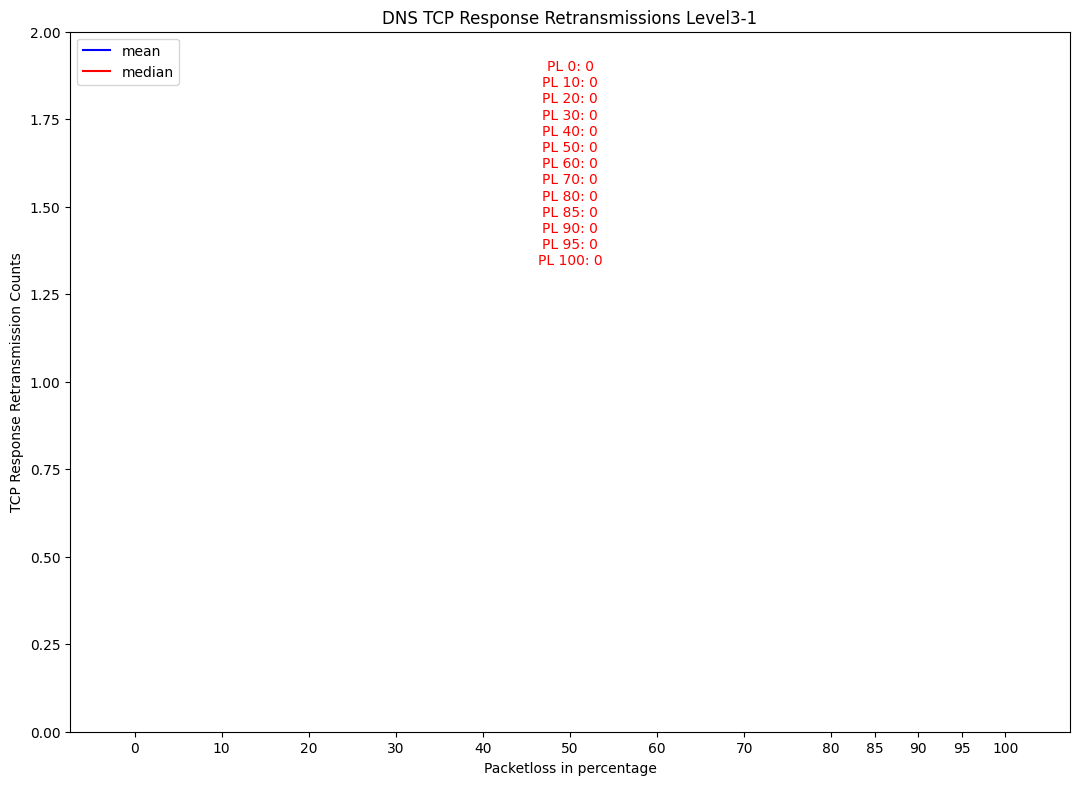 DNS TCP Response Retransmissions Level3-1
mean
median
PL 0: 0
PL 10: 0
PL 20: 0
PL 30: 0
PL 40: 0
PL 50: 0
PL 60: 0
PL 70: 0
PL 80: 0
PL 85: 0
PL 90: 0
PL 95: 0
PL 100: 0
TCP Response Retransmission Counts
2.00
1.75
1.50
1.25
1.00
0.75
0.50
0.25
0.00
0 10 20 30 40 50 60 70 80 85 90 95 100
Packetloss in percentage